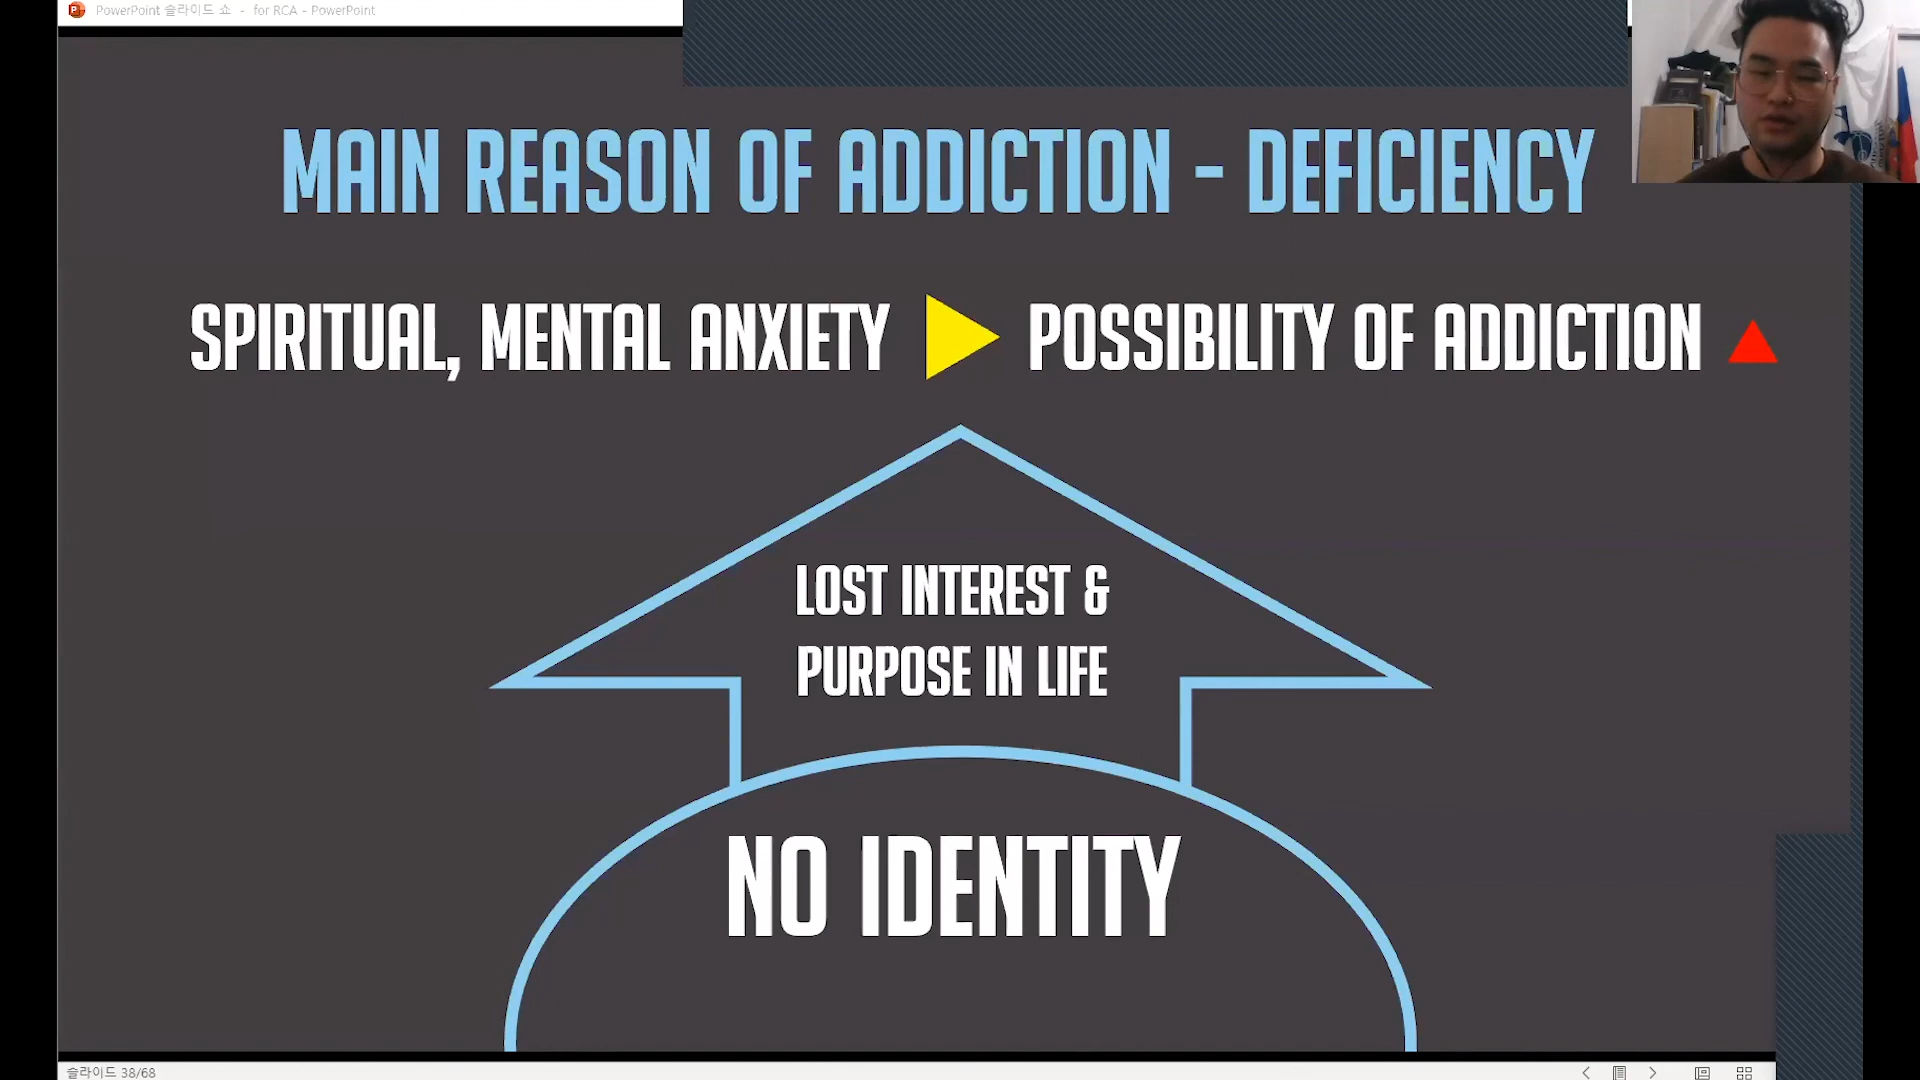 PowerPoint 슬라이드 쇼 - for RCA - PowerPoint
MAIN REASON OF ADDICTION - DEFICIENCY
SPIRITUAL, MENTAL ANXIETY POSSIBILITY OF ADDICTION
LOST INTEREST &
PURPOSE IN LIFE
NO IDENTITY
슬라이드 38/68